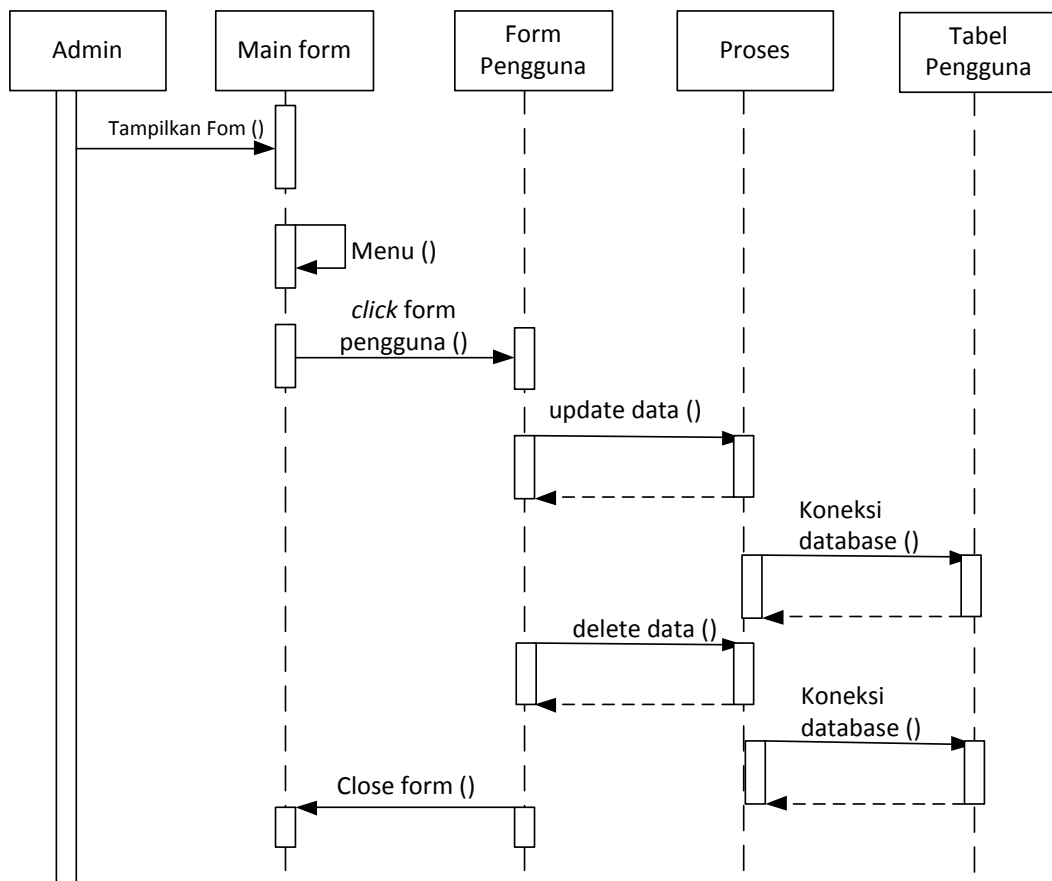 Admin
Main form
Form
Pengguna
Proses
Tabel
Pengguna
Tampilkan Fom ()
Menu ()
click form
pengguna ()
update data ()
Koneksi
database ()
delete data ()
Koneksi
database ()
Close form ()